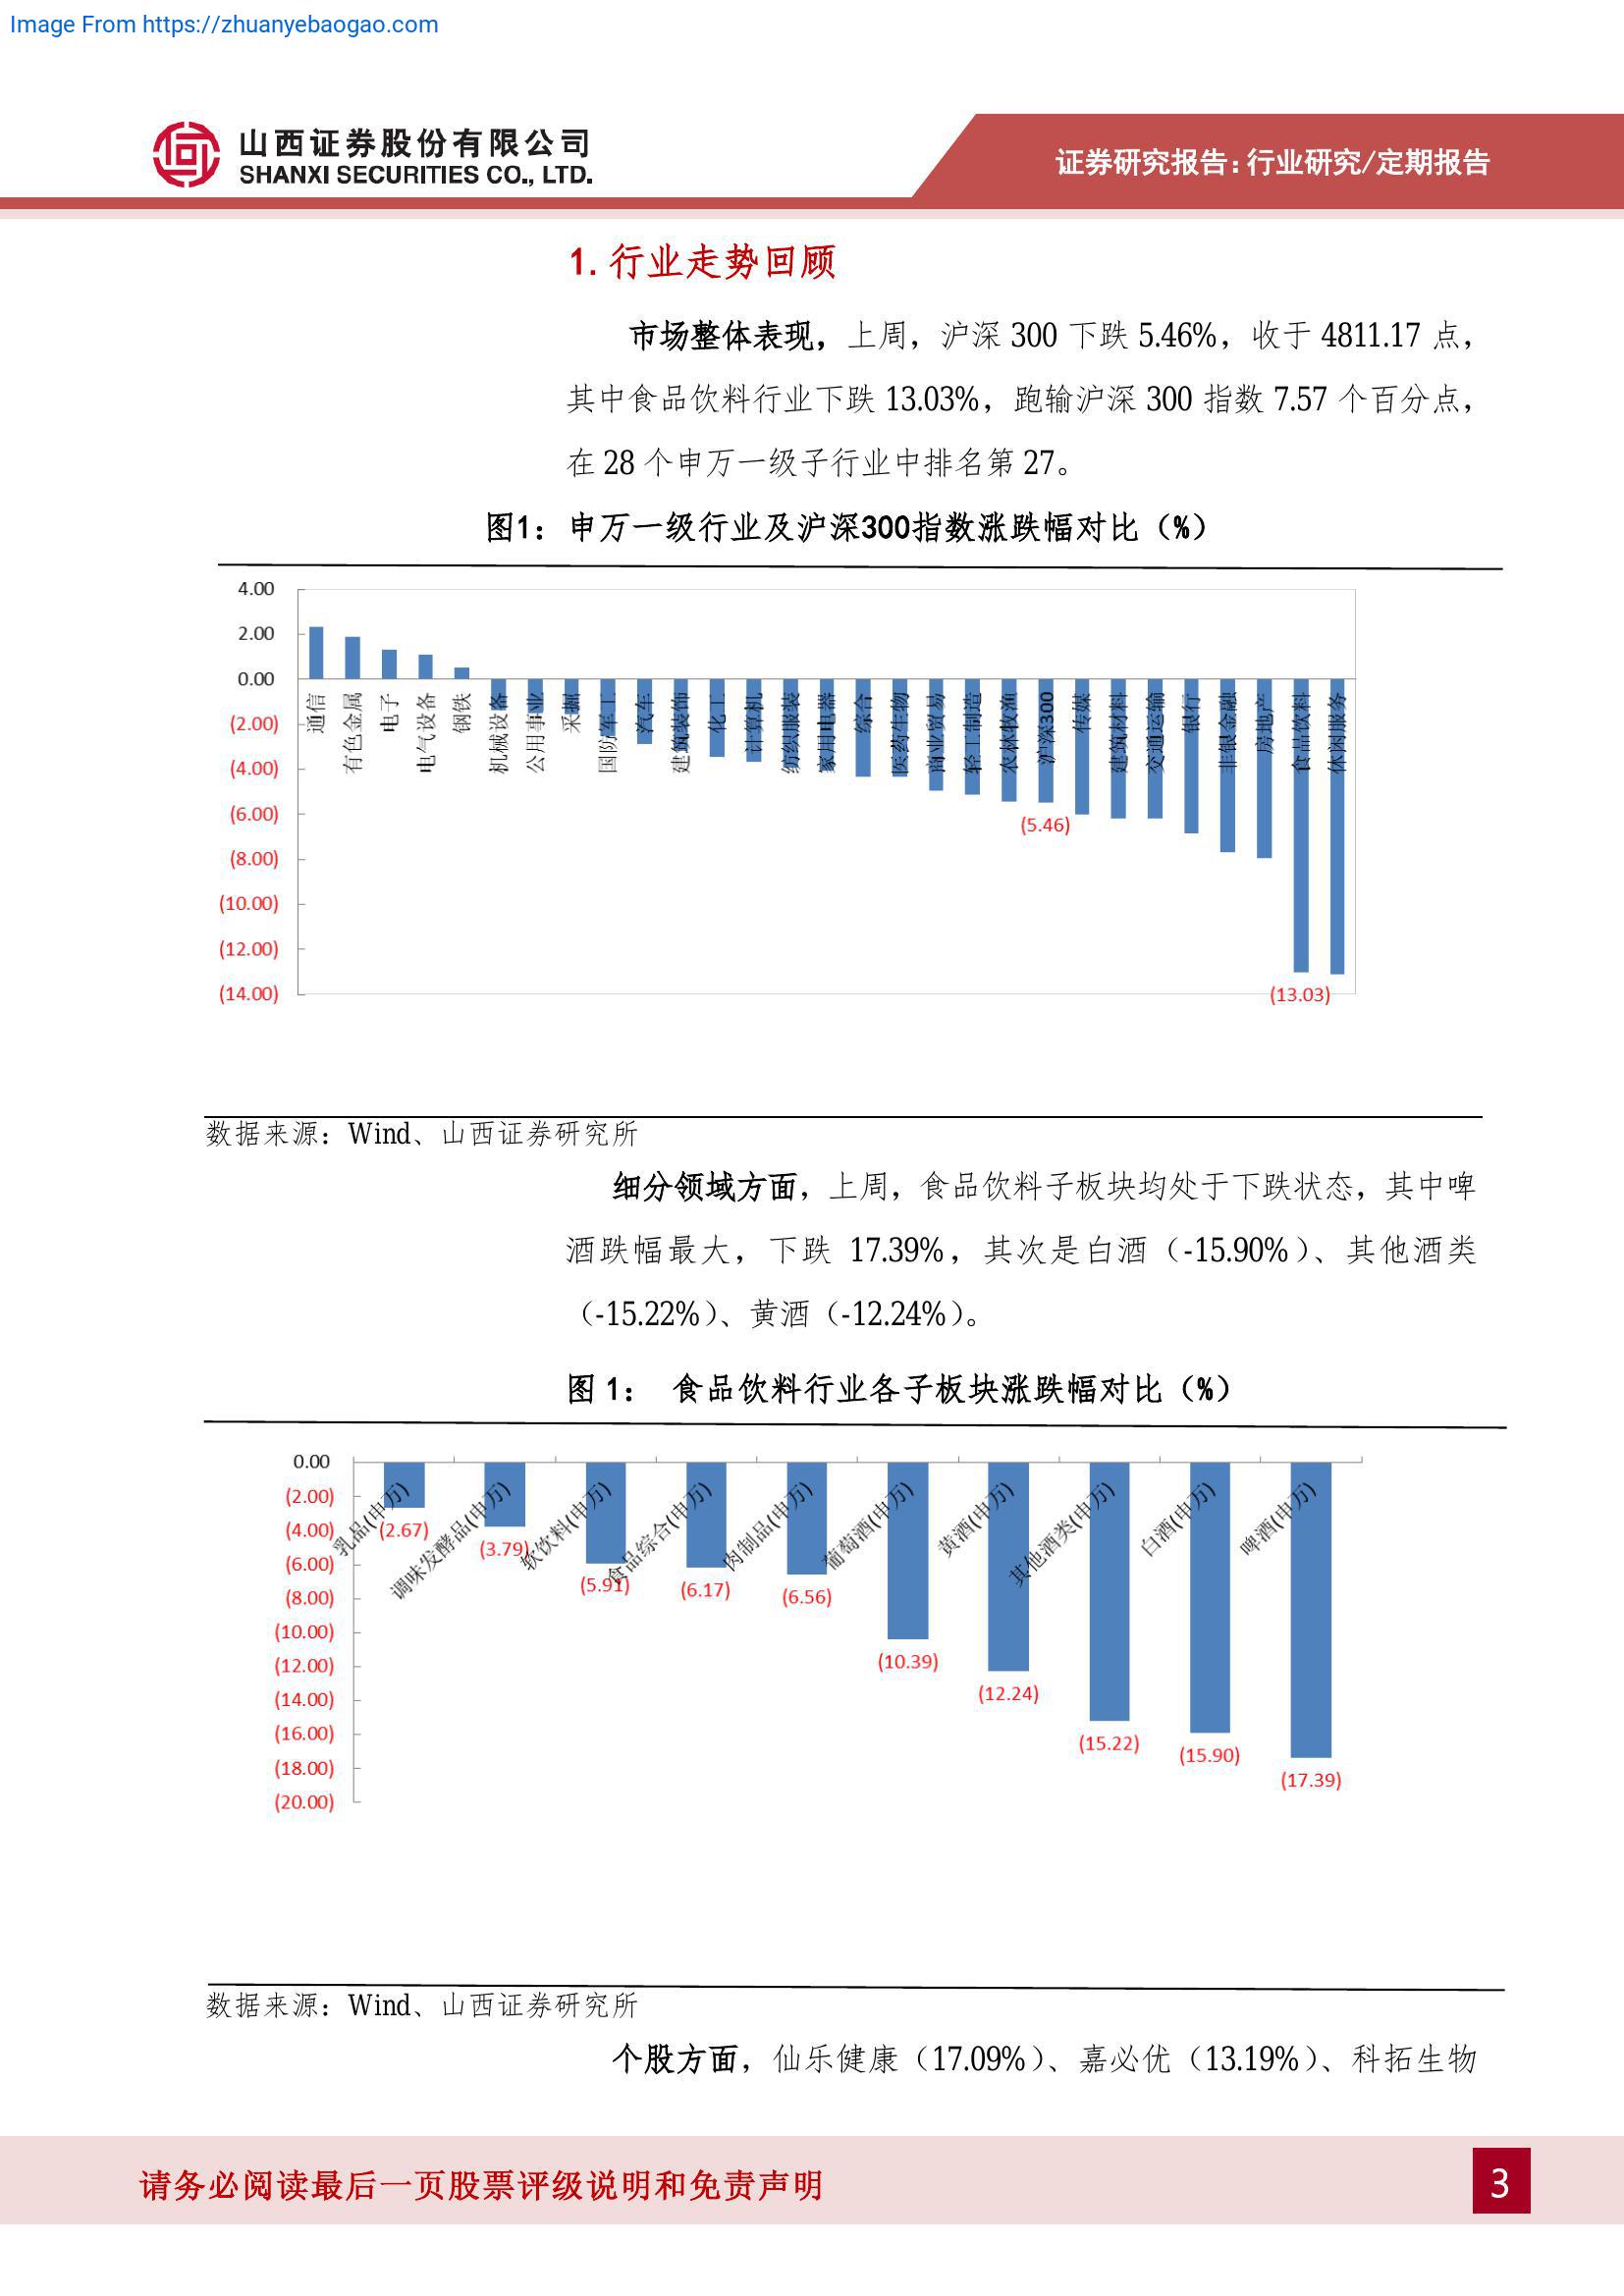 Image From https://zhuanyebaogao.com
山西证券股份有限公司
SHANXI SECURITIES CO., LTD.
证券研究报告：行业研究/定期报告
1. 行业走势回顾
市场整体表现，上周，沪深 300 下跌 5.46%，收于 4811.17 点，
其中食品饮料行业下跌 13.03%，跑输沪深 300 指数 7.57 个百分点，
在 28 个申万一级子行业中排名第 27。
图1：申万一级行业及沪深300指数涨跌幅对比（%）
4.00
2.00
0.00
(2.00)
(4.00)
(6.00)
(8.00)
(10.00)
(12.00)
(14.00)
通信
有色金属
电子
电气设备
钢铁
机械设备
公用事业
采掘
国防军工
汽车
建筑装饰
化工
计算机
纺织服装
家用电器
综合
医药生物
商业贸易
轻工制造
农林牧渔
沪深300
传媒
建筑材料
交通运输
银行
非银金融
房地产
食品饮料
休闲服务
(5.46)
(13.03)
数据来源：Wind、山西证券研究所
细分领域方面，上周，食品饮料子板块均处于下跌状态，其中啤
酒跌幅最大，下跌 17.39%，其次是白酒（-15.90%）、其他酒类
（-15.22%）、黄酒（-12.24%）。
图 1： 食品饮料行业各子板块涨跌幅对比（%）
0.00
(2.00)
(4.00)
(6.00)
(8.00)
(10.00)
(12.00)
(14.00)
(16.00)
(18.00)
(20.00)
乳品(申万)
调味发酵品(申万)
软饮料(申万)
食品综合(申万)
肉制品(申万)
葡萄酒(申万)
黄酒(申万)
其他酒类(申万)
白酒(申万)
啤酒(申万)
(2.67)
(3.79)
(5.91)
(6.17)
(6.56)
(10.39)
(12.24)
(15.22)
(15.90)
(17.39)
数据来源：Wind、山西证券研究所
个股方面，仙乐健康（17.09%）、嘉必优（13.19%）、科拓生物
请务必阅读最后一页股票评级说明和免责声明
3